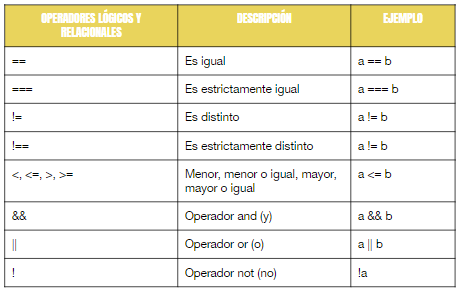 OPERADORES LÓGICOS Y RELACIONALES DESCRIPCIÓN EJEMPLO
== Es igual a == b
=== Es estrictamente igual a === b
!= Es distinto a != b
!== Es estrictamente distinto a != b
<, <=, >, >= Menor, menor o igual, mayor, mayor o igual a <= b
&& Operador and (y) a && b
|| Operador or (o) a || b
! Operador not (no) !a